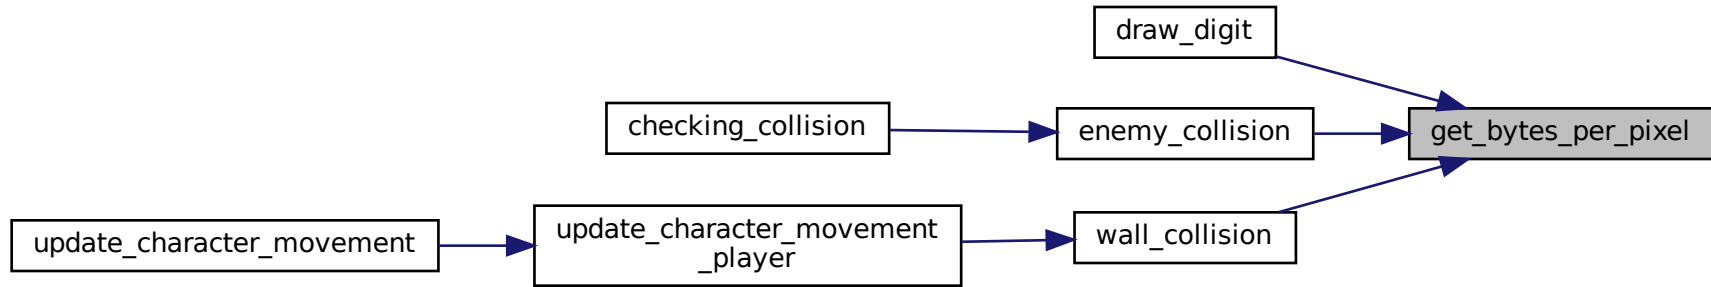 draw_digit
checking_collision
enemy_collision
get_bytes_per_pixel
update_character_movement
update_character_movement
_player
wall_collision